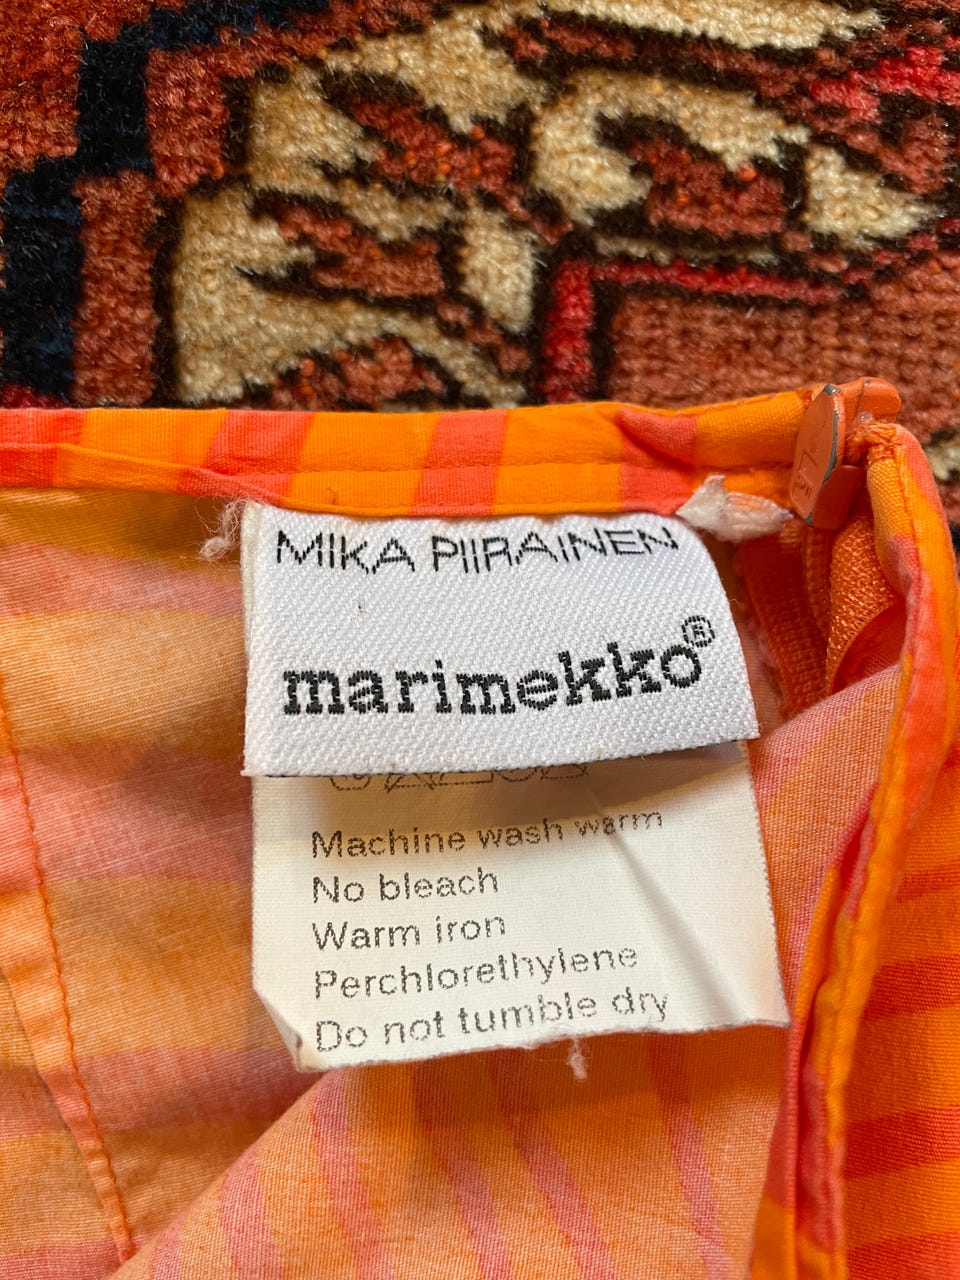 MIKA PIIRAINEN
marimekko®
Machine wash warm
No bleach
Warm iron
Perchlorethylene
Do not tumble dry